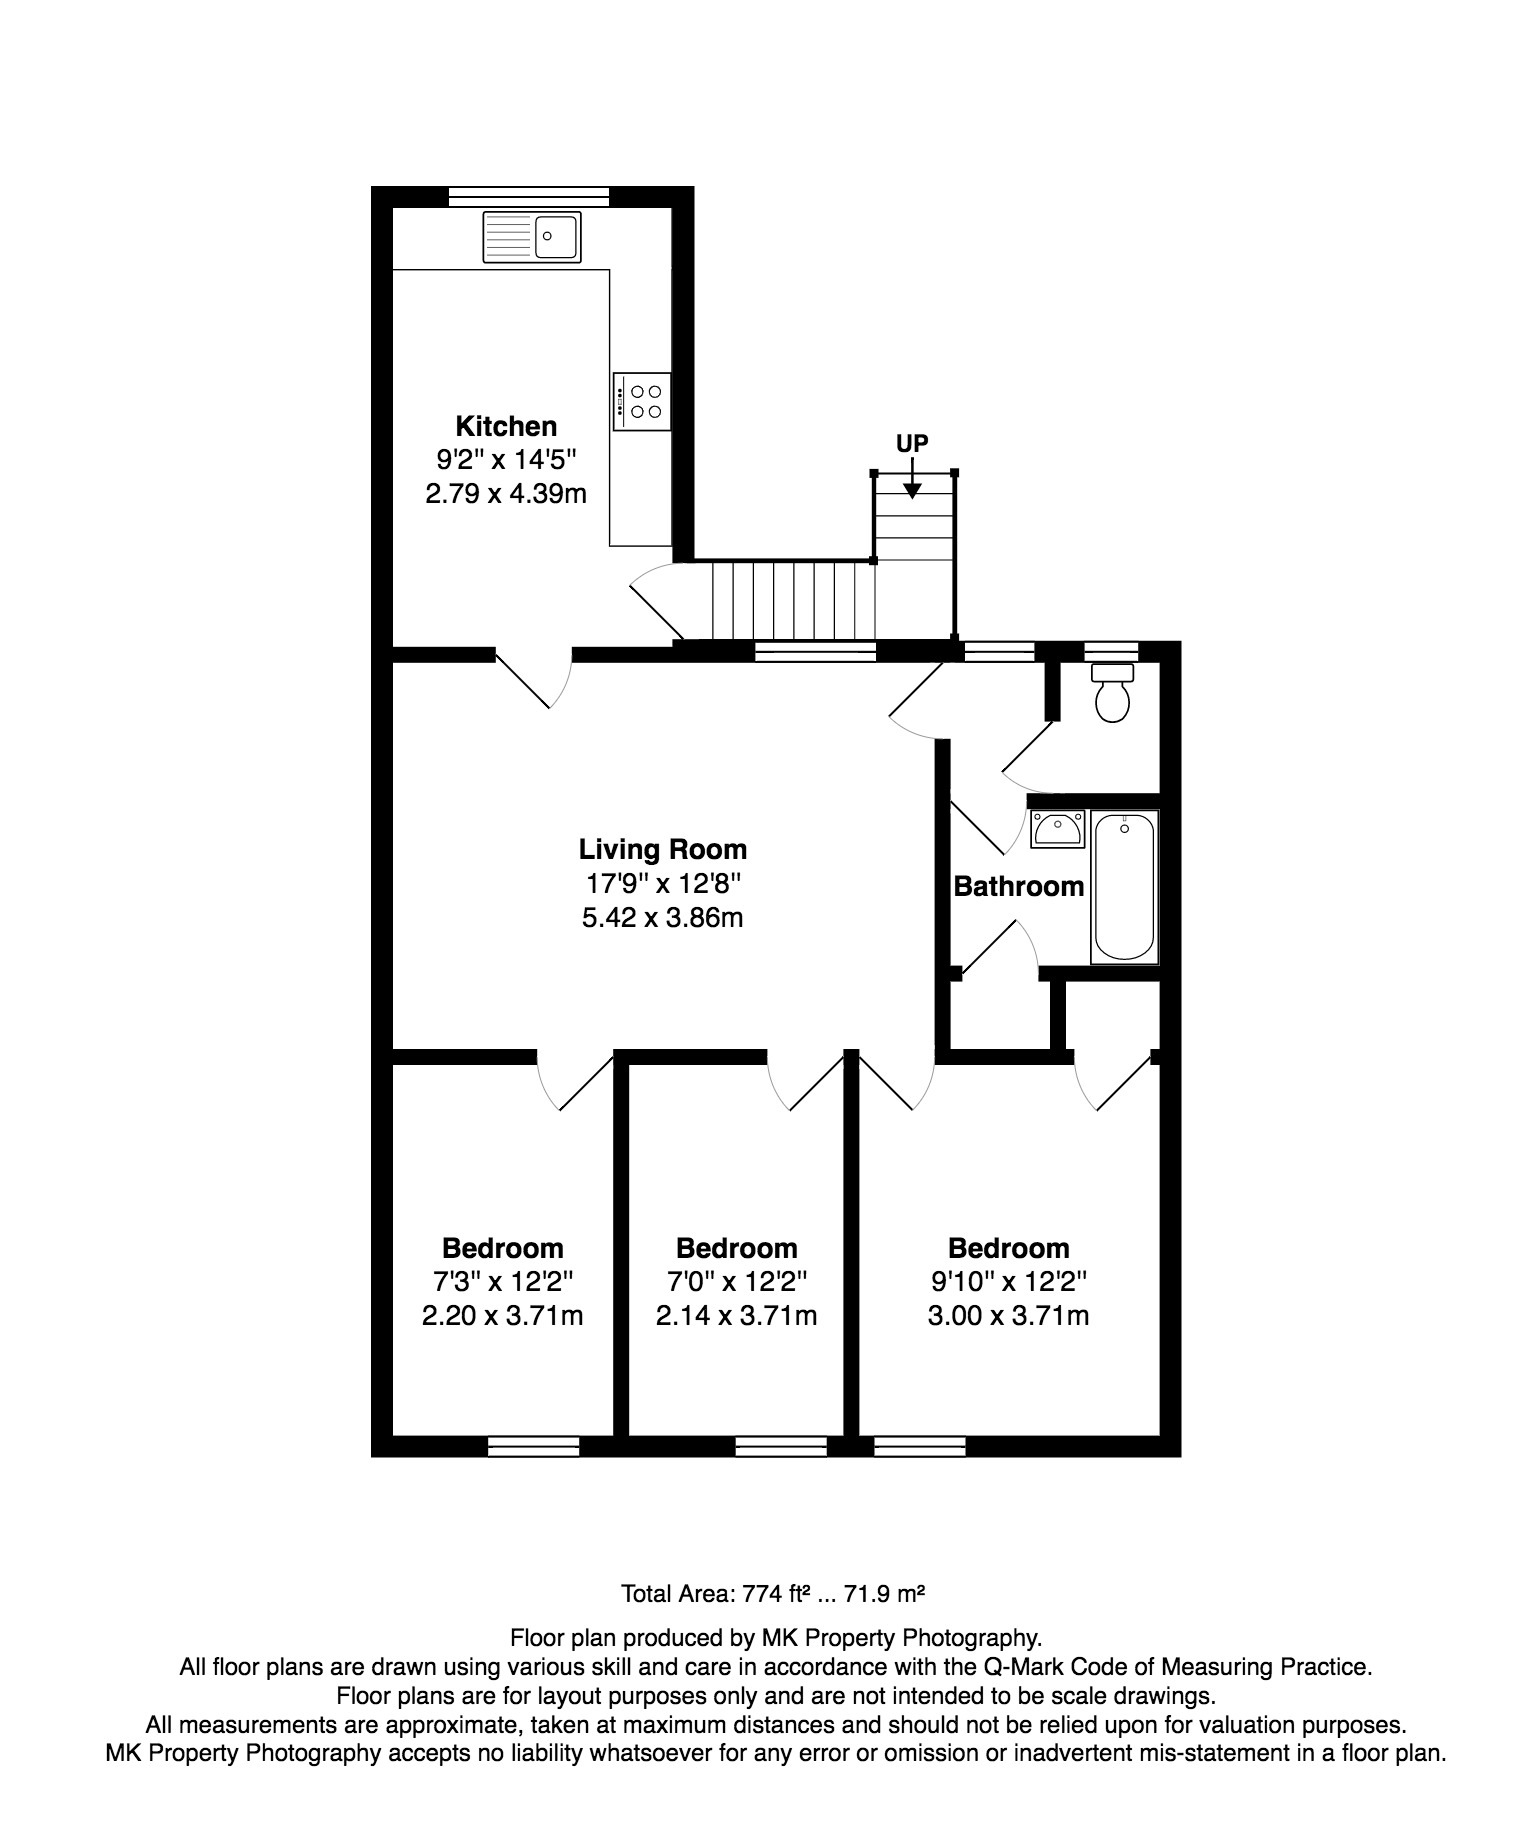 UP
Kitchen
9'2" x 14'5"
2.79 x 4.39m
Living Room
17'9" x 12'8"
5.42 x 3.86m
Bathroom
Bedroom
7'3" x 12'2"
2.20 x 3.71m
Bedroom
7'0" x 12'2"
2.14 x 3.71m
Bedroom
9'10" x 12'2"
3.00 x 3.71m
Total Area: 774 ft² ... 71.9 m²
Floor plan produced by MK Property Photography.
All floor plans are drawn using various skill and care in accordance with the Q-Mark Code of Measuring Practice.
Floor plans are for layout purposes only and are not intended to be scale drawings.
All measurements are approximate, taken at maximum distances and should not be relied upon for valuation purposes.
MK Property Photography accepts no liability whatsoever for any error or omission or inadvertent mis-statement in a floor plan.